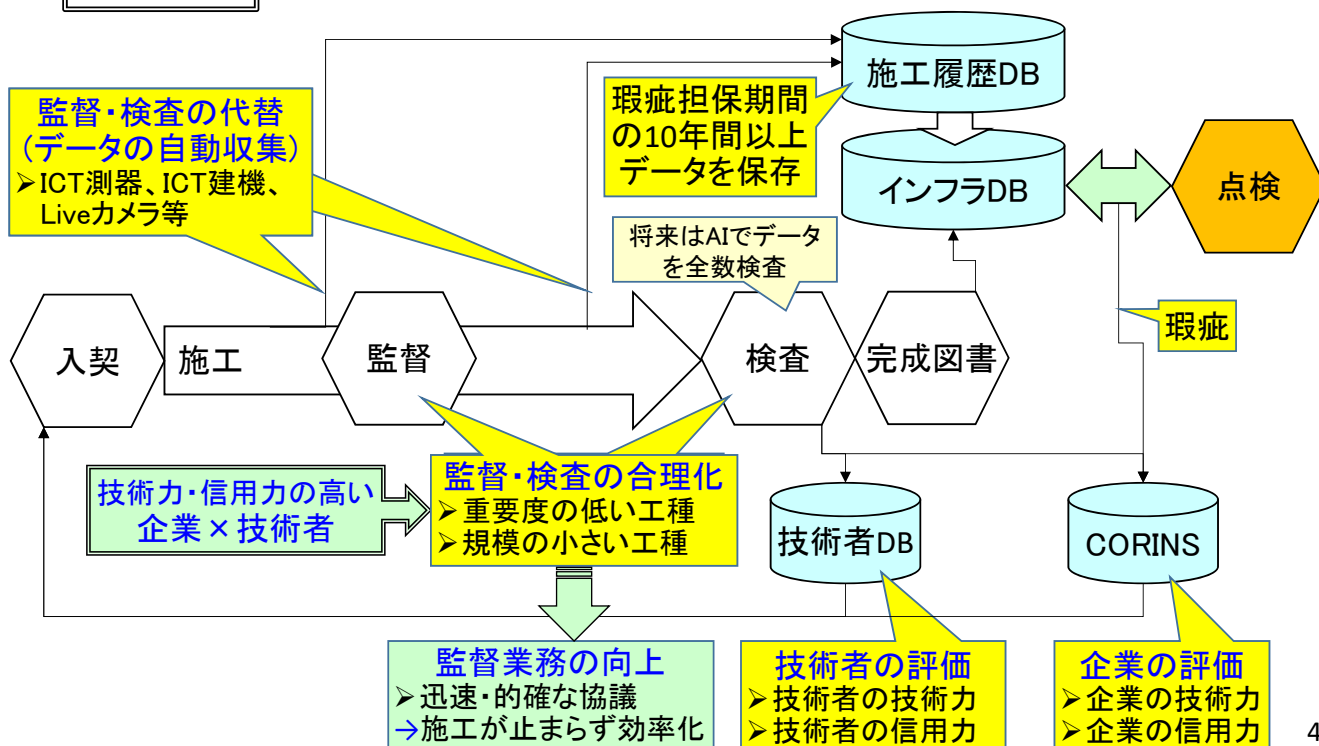 施工履歴DB
監督・検査の代替
(データの自動収集)
➢ICT測器、ICT建機、
Liveカメラ等
瑕疵担保期間
の10年間以上
データを保存
インフラDB
点検
将来はAIでデータ
を全数検査
瑕疵
入契
施工
監督
検査
完成図書
技術力・信用力の高い
企業×技術者
監督・検査の合理化
➢重要度の低い工種
➢規模の小さい工種
技術者DB
CORINS
監督業務の向上
➢迅速・的確な協議
→施工が止まらず効率化
技術者の評価
➢技術者の技術力
➢技術者の信用力
企業の評価
➢企業の技術力
➢企業の信用力
4